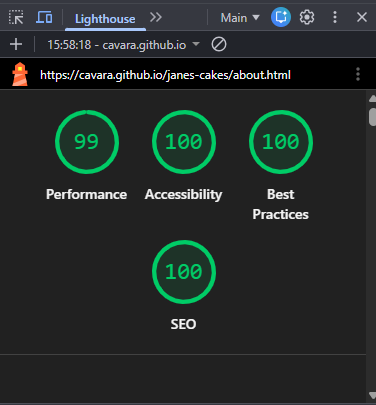 Lighthouse
Main
15:58:18 - cavara.github.io
https://cavara.github.io/janes-cakes/about.html
99
100
100
Performance
Accessibility
Best
Practices
100
SEO